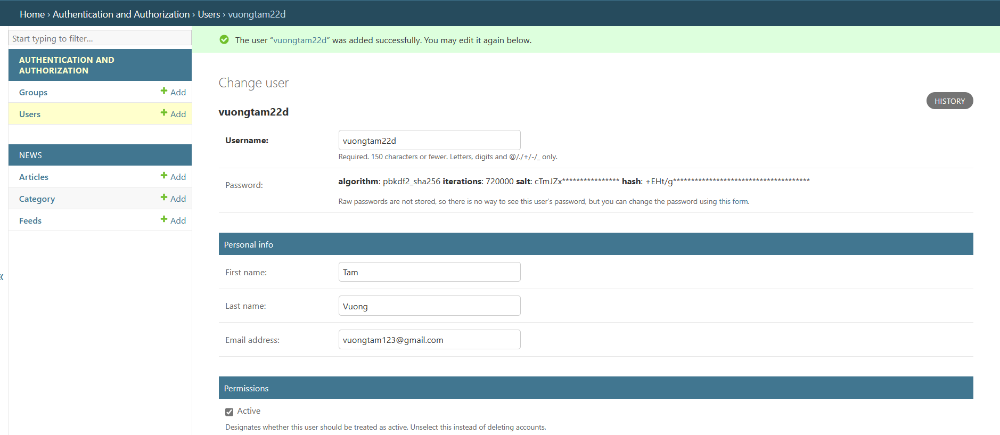 Home › Authentication and Authorization › Users › vuongtam22d
Start typing to filter...
AUTHENTICATION AND
AUTHORIZATION
Groups + Add
Users + Add
NEWS
Articles + Add
Category + Add
Feeds + Add
«
The user “vuongtam22d” was added successfully. You may edit it again below.
Change user
HISTORY
vuongtam22d
Username: vuongtam22d
Required. 150 characters or fewer. Letters, digits and @/./+/-/_ only.
Password: algorithm: pbkdf2_sha256 iterations: 720000 salt: cTmJZx**************** hash: +EHt/g**************************************
Raw passwords are not stored, so there is no way to see this user’s password, but you can change the password using this form.
Personal info
First name: Tam
Last name: Vuong
Email address: vuongtam123@gmail.com
Permissions
Active
Designates whether this user should be treated as active. Unselect this instead of deleting accounts.